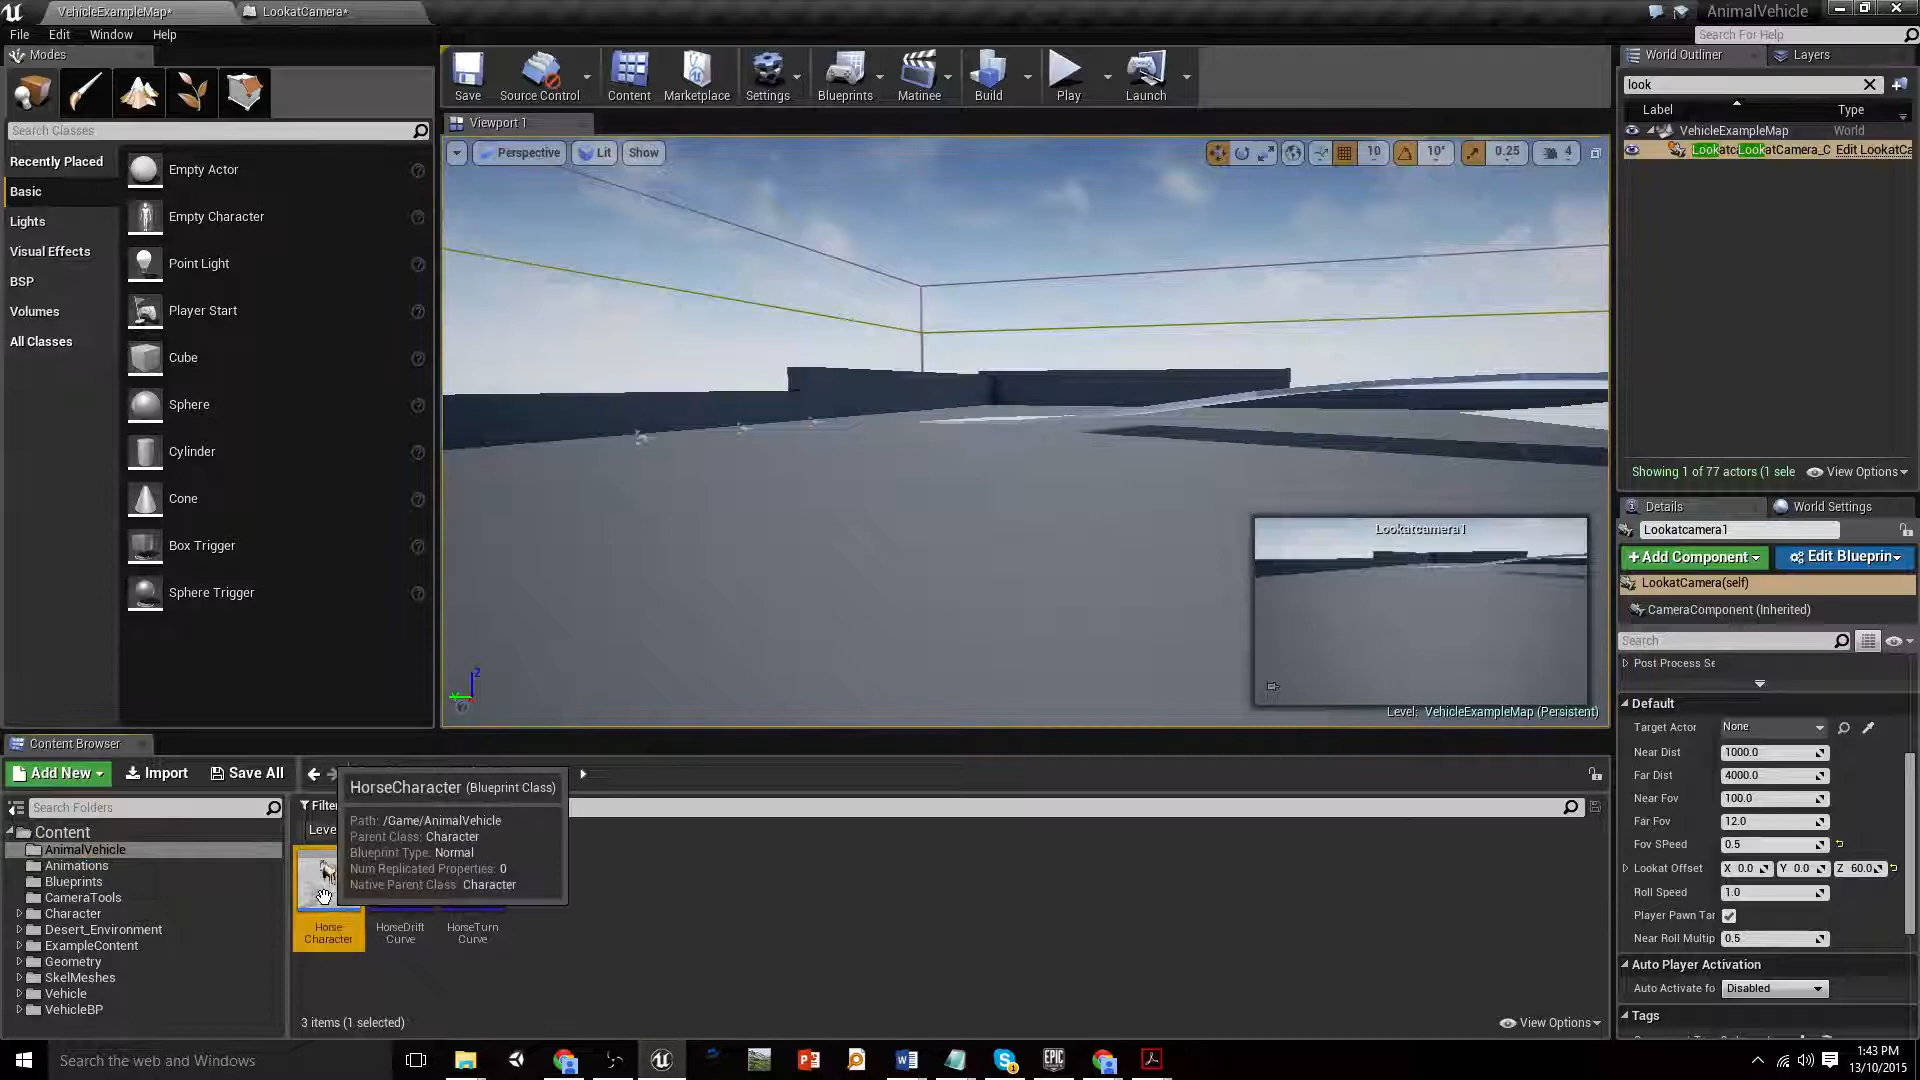 VehicleExampleMap*
LookatCamera*
AnimalVehicle
File
Edit
Window
Help
Search For Help
Modes
Search Classes
Recently Placed
Basic
Lights
Visual Effects
BSP
Volumes
All Classes
Empty Actor
Empty Character
Point Light
Player Start
Cube
Sphere
Cylinder
Cone
Box Trigger
Sphere Trigger
Save
Source Control
Content
Marketplace
Settings
Blueprints
Matinee
Build
Play
Launch
Viewport 1
Perspective
Lit
Show
10
10°
0.25
4
Lookatcamera1
Z
Level: VehicleExampleMap (Persistent)
World Outliner
Layers
look
Label
Type
VehicleExampleMap
World
LookatcLookatCamera_C
Edit LookatCa
Showing 1 of 77 actors (1 sele
View Options
Details
World Settings
Lookatcamera1
+Add Component
Edit Blueprin
LookatCamera(self)
CameraComponent (Inherited)
Search
Post Process Se
Default
Target Actor
None
Near Dist
1000.0
Far Dist
4000.0
Near Fov
100.0
Far Fov
12.0
Fov SPeed
0.5
Lookat Offset
X 0.0
Y 0.0
Z 60.0
Roll Speed
1.0
Player Pawn Tar
Near Roll Multip
0.5
Auto Player Activation
Auto Activate fo
Disabled
Tags
Content Browser
Add New
Import
Save All
Search Folders
Content
AnimalVehicle
Animations
Blueprints
CameraTools
Character
Desert_Environment
ExampleContent
Geometry
SkelMeshes
Vehicle
VehicleBP
Filter
Leve
HorseCharacter (Blueprint Class)
Path: /Game/AnimalVehicle
Parent Class: Character
Blueprint Type: Normal
Num Replicated Properties: 0
Native Parent Class Character
Horse
Character
HorseDrift
Curve
HorseTurn
Curve
3 items (1 selected)
View Options
Search the web and Windows
1:43 PM
13/10/2015